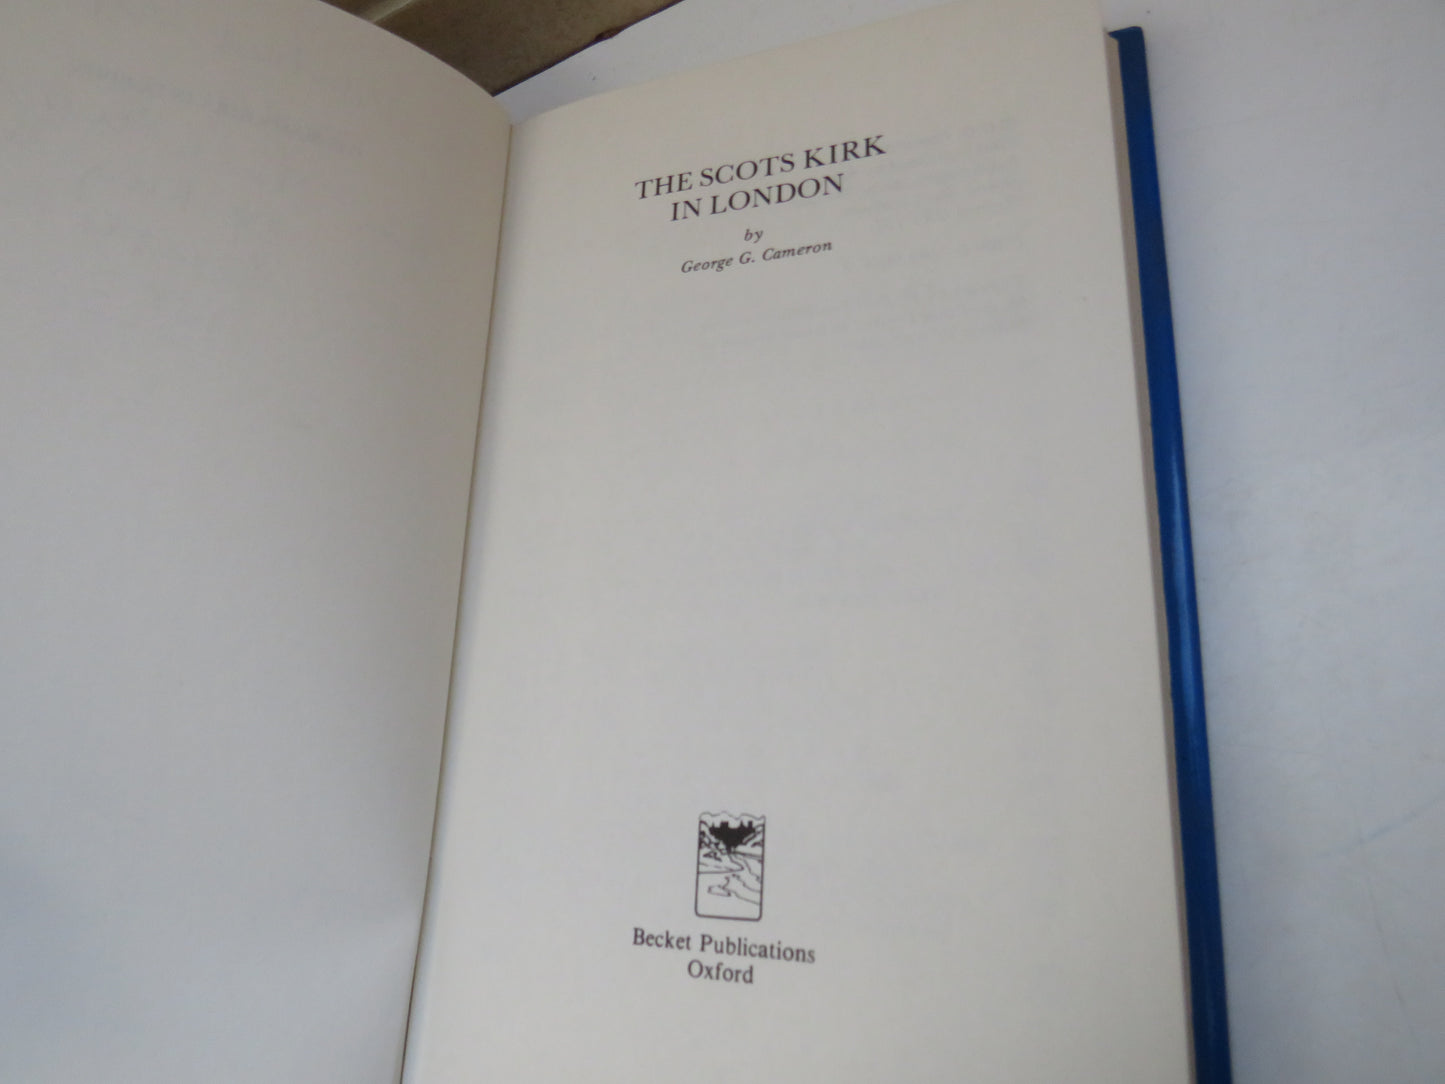 THE SCOTS KIRK
IN LONDON
by
George G. Cameron
Becket Publications
Oxford